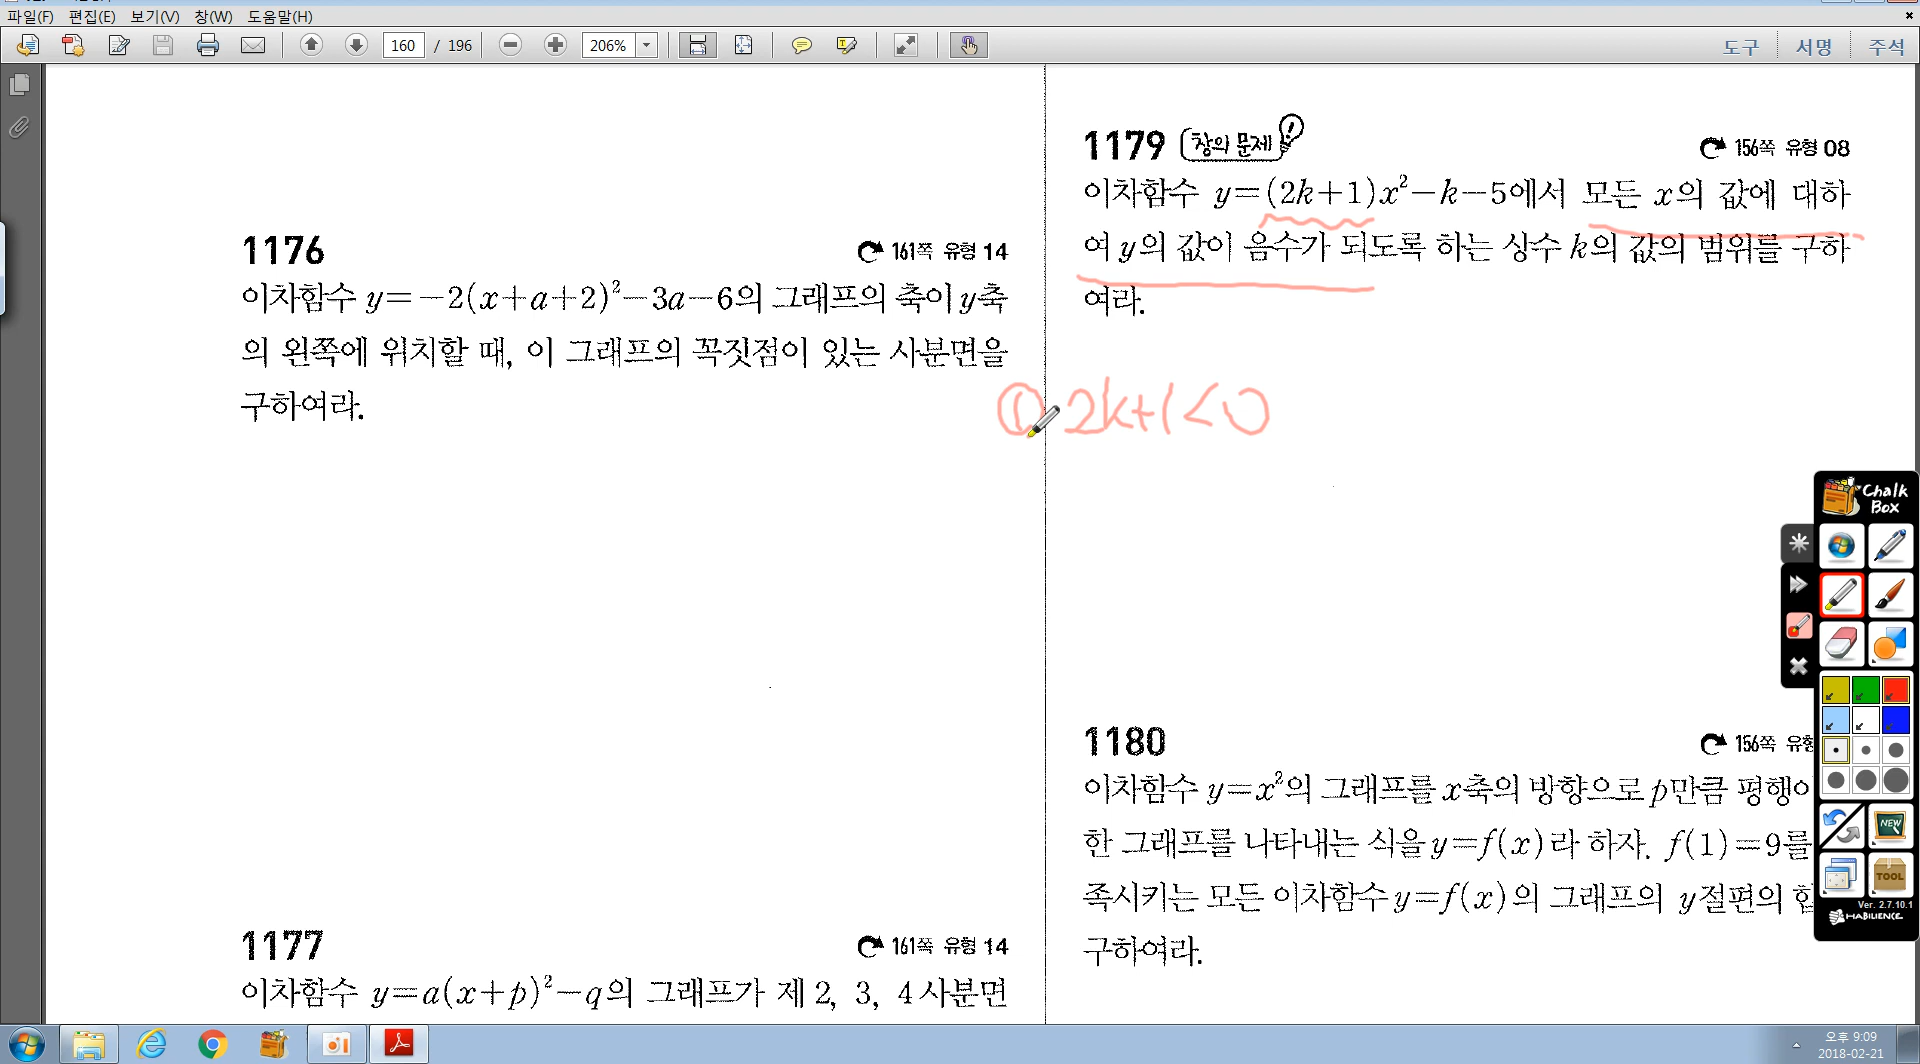 파일(F) 편집(E) 보기(V) 창(W) 도움말(H)
160 / 196 206%
도구 서명 주석
1176 161쪽 유형 14
이차함수 y=-2(x+a+2)²-3a-6의 그래프의 축이 y축
의 왼쪽에 위치할 때, 이 그래프의 꼭짓점이 있는 사분면을
구하여라.
1177 161쪽 유형 14
이차함수 y=a(x+p)²-q의 그래프가 제 2, 3, 4 사분면
1179 창의 문제 156쪽 유형 08
이차함수 y=(2k+1)x²-k-5에서 모든 x의 값에 대하
여 y의 값이 음수가 되도록 하는 상수 k의 값의 범위를 구하
여라.
① 2k+1<0
1180 156쪽 유형
이차함수 y=x²의 그래프를 x축의 방향으로 p만큼 평행이
한 그래프를 나타내는 식을 y=f(x)라 하자. f(1)=9를
족시키는 모든 이차함수 y=f(x)의 그래프의 y절편의 합
구하여라.
Chalk
Box
NEW
TOOL
Ver. 2.7.10.1
HABILIENCE
오후 9:09
2018-02-21